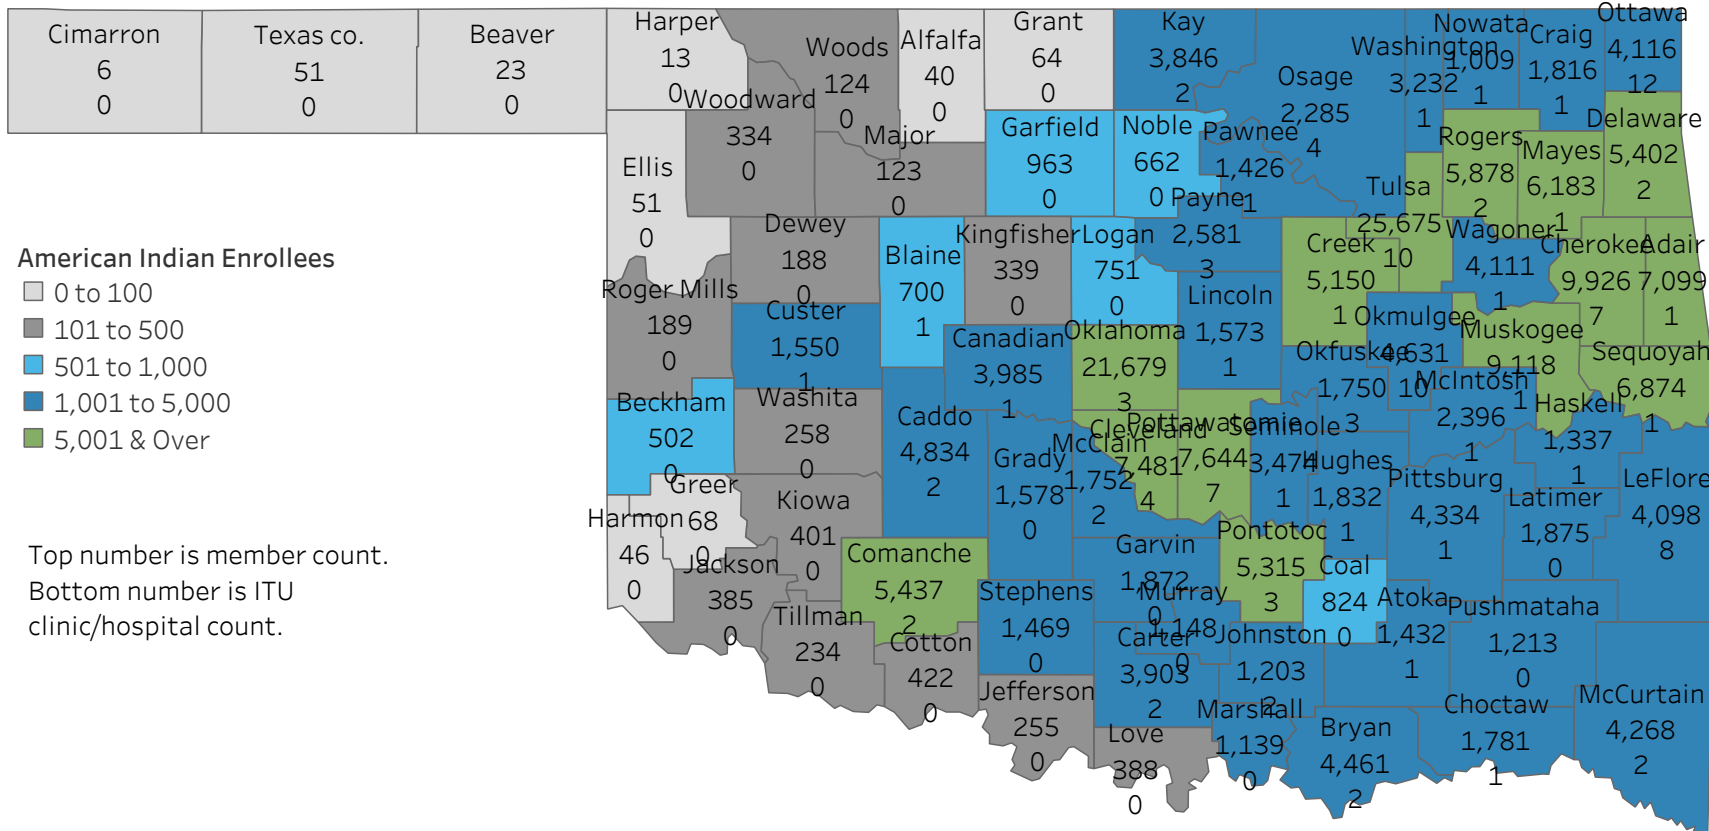 Cimarron
6
0
Texas co.
51
0
Beaver
23
0
Harper
13
0
Woods
124
0
Alfalfa
40
0
Grant
64
0
Kay
3,846
2
Osage
2,285
4
Washington
3,232
1
Nowata
1,009
1
Craig
1,816
1
Ottawa
4,116
12
Woodward
334
0
Major
123
0
Garfield
963
0
Noble
662
0
Pawnee
1,426
1
Rogers
5,878
2
Mayes
6,183
1
Delaware
5,402
2
Ellis
51
0
Dewey
188
0
Blaine
700
1
Kingfisher
339
0
Logan
751
0
Payne
2,581
3
Tulsa
25,675
10
Creek
5,150
1
Wagoner
4,111
1
Cherokee
9,926
7
Adair
7,099
1
American Indian Enrollees
0 to 100
101 to 500
501 to 1,000
1,001 to 5,000
5,001 & Over
Roger Mills
189
0
Custer
1,550
1
Canadian
3,985
1
Oklahoma
21,679
3
Lincoln
1,573
1
Okfuskee
1,750
3
Okmulgee
4,631
10
Muskogee
9,118
1
Sequoyah
6,874
1
Beckham
502
0
Washita
258
0
Caddo
4,834
2
Grady
1,578
0
McClain
1,752
2
Cleveland
7,481
4
Pottawatomie
7,644
7
Seminole
3,474
1
Hughes
1,832
1
McIntosh
2,396
1
Haskell
1,337
1
Pittsburg
4,334
1
Latimer
1,875
0
LeFlore
4,098
8
Harmon
46
0
Greer
68
0
Kiowa
401
0
Jackson
385
0
Comanche
5,437
2
Garvin
1,872
0
Pontotoc
5,315
3
Coal
824
0
Atoka
1,432
1
Pushmataha
1,213
0
Top number is member count.
Bottom number is ITU
clinic/hospital count.
Tillman
234
0
Cotton
422
0
Stephens
1,469
0
Murray
1,148
0
Carter
3,903
2
Johnston
1,203
2
Jefferson
255
0
Love
388
0
Marshall
1,139
0
Bryan
4,461
2
Choctaw
1,781
1
McCurtain
4,268
2